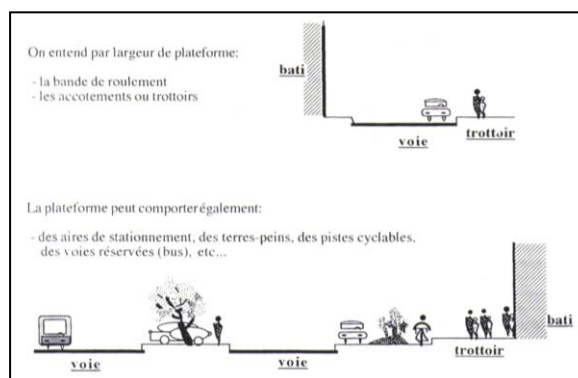 On entend par largeur de plateforme:
- la bande de roulement
- les accotements ou trottoirs
bati
voie
trottoir
La plateforme peut comporter également:
- des aires de stationnement, des terres-peins, des pistes cyclables,
des voies réservées (bus), etc...
voie
voie
trottoir
bati